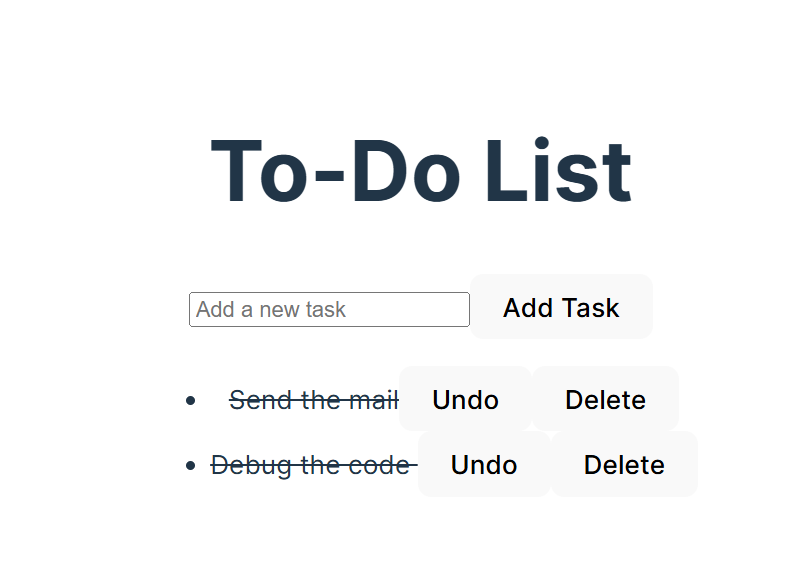 To-Do List
Add a new task Add Task
Send the mail Undo Delete
Debug the code Undo Delete